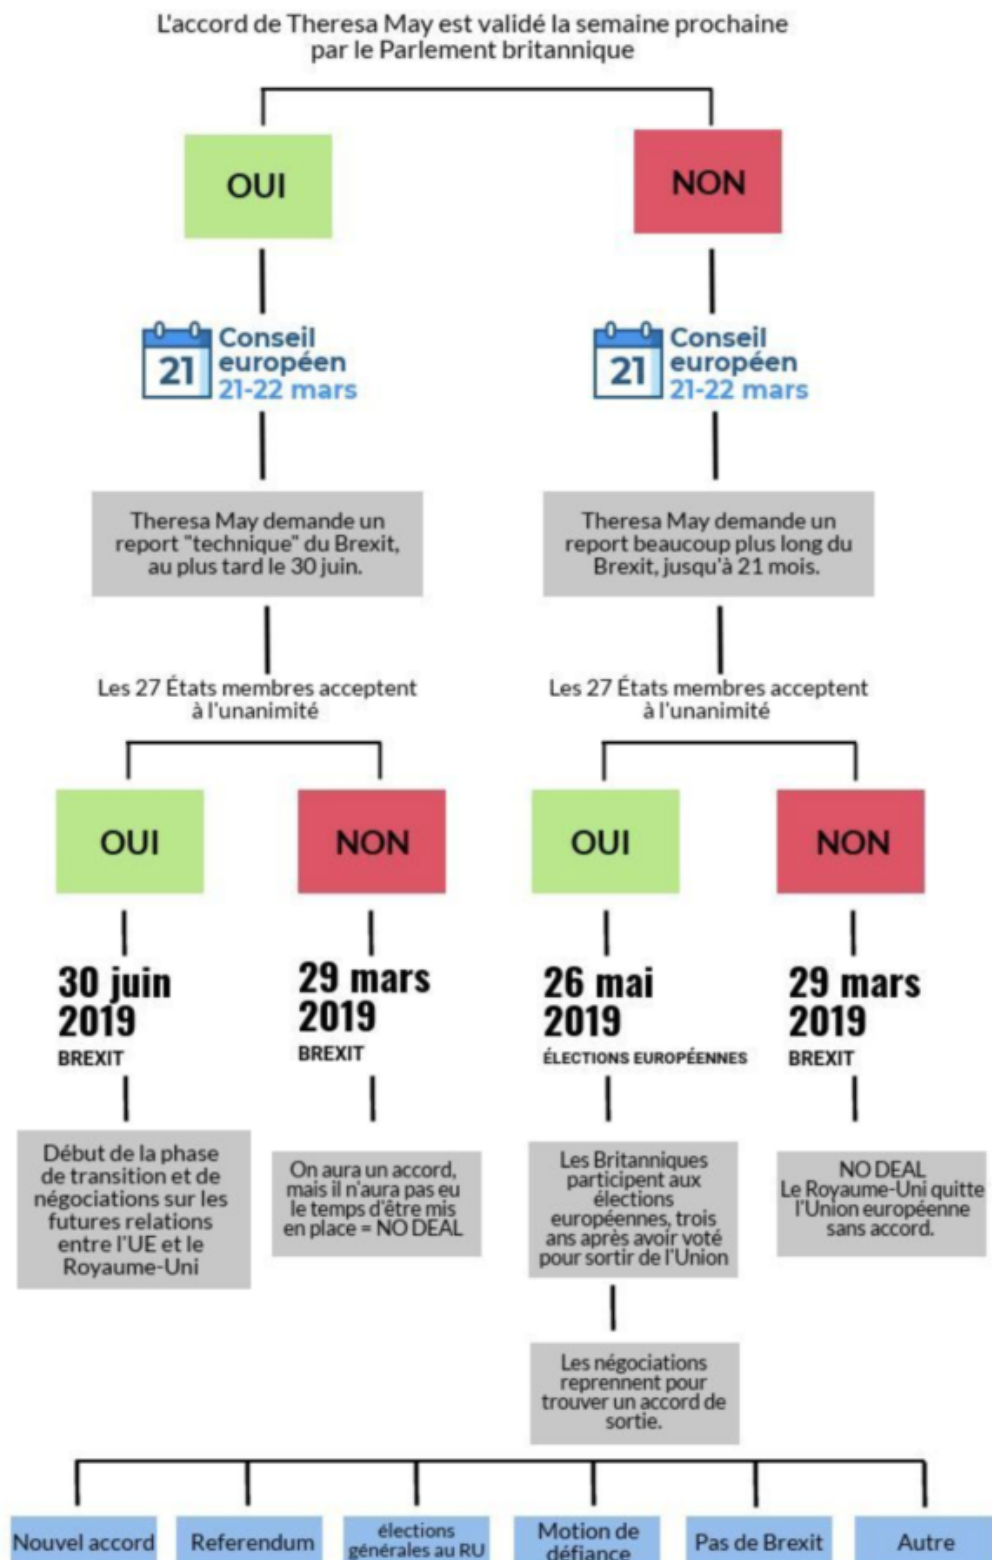 L'accord de Theresa May est validé la semaine prochaine
par le Parlement britannique
OUI
NON
21
Conseil
européen
21-22 mars
21
Conseil
européen
21-22 mars
Theresa May demande un
report "technique" du Brexit,
au plus tard le 30 juin.
Theresa May demande un
report beaucoup plus long du
Brexit, jusqu'à 21 mois.
Les 27 États membres acceptent
à l'unanimité
Les 27 États membres acceptent
à l'unanimité
OUI
NON
OUI
NON
30 juin
2019
BREXIT
29 mars
2019
BREXIT
26 mai
2019
ÉLECTIONS EUROPÉENNES
29 mars
2019
BREXIT
Début de la phase
de transition et de
négociations sur les
futures relations
entre l'UE et le
Royaume-Uni
On aura un accord,
mais il n'aura pas eu
le temps d'être mis
en place = NO DEAL
Les Britanniques
participent aux
élections
européennes, trois
ans après avoir voté
pour sortir de l'Union
NO DEAL
Le Royaume-Uni quitte
l'Union européenne
sans accord.
Les négociations
reprennent pour
trouver un accord de
sortie.
Nouvel accord
Referendum
élections
générales au RU
Motion de
défiance
Pas de Brexit
Autre